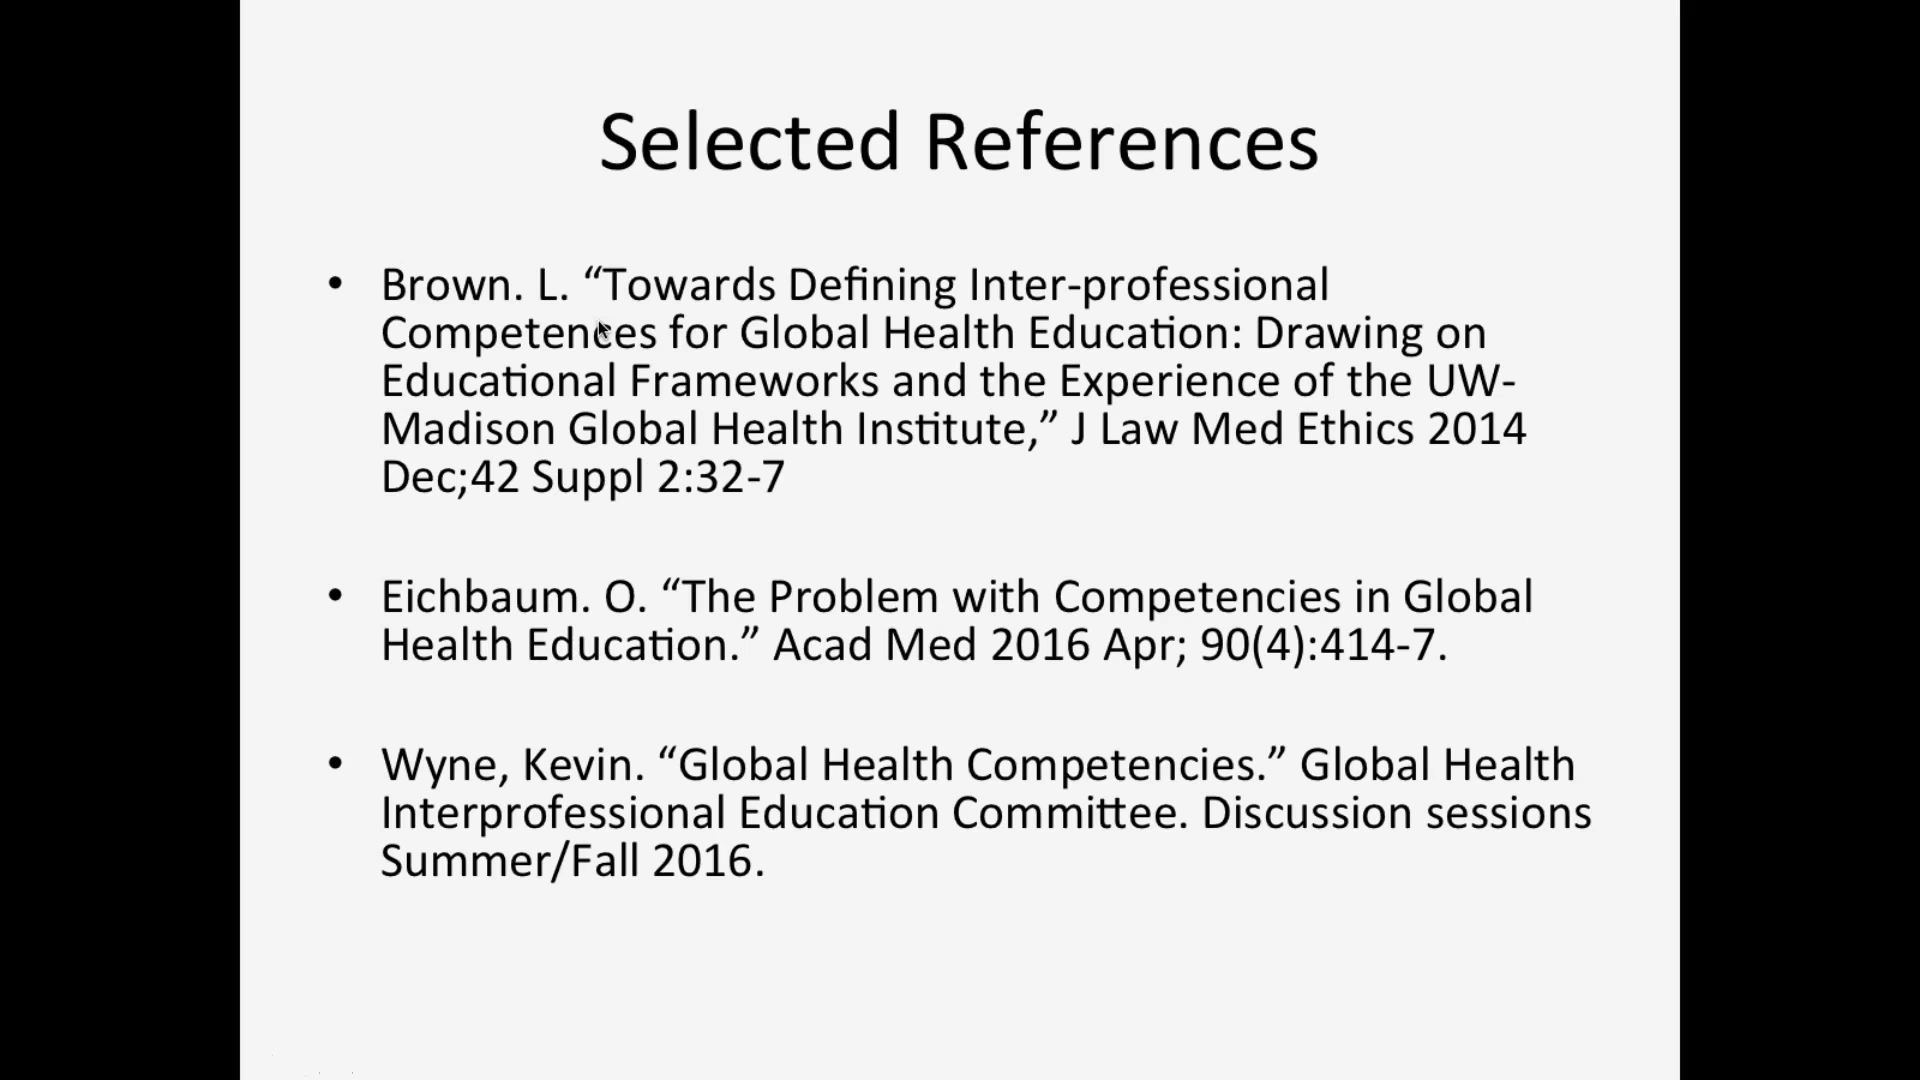 Selected References
• Brown. L. “Towards Defining Inter-professional
Competences for Global Health Education: Drawing on
Educational Frameworks and the Experience of the UW-
Madison Global Health Institute,” J Law Med Ethics 2014
Dec;42 Suppl 2:32-7
• Eichbaum. O. “The Problem with Competencies in Global
Health Education.” Acad Med 2016 Apr; 90(4):414-7.
• Wyne, Kevin. “Global Health Competencies.” Global Health
Interprofessional Education Committee. Discussion sessions
Summer/Fall 2016.